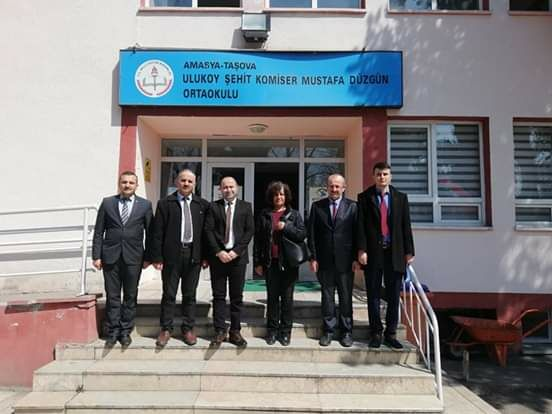 AMASYA-TAŞOVA
ULUKÖY ŞEHİT KOMİSER MUSTAFA DÜZGÜN
ORTAOKULU